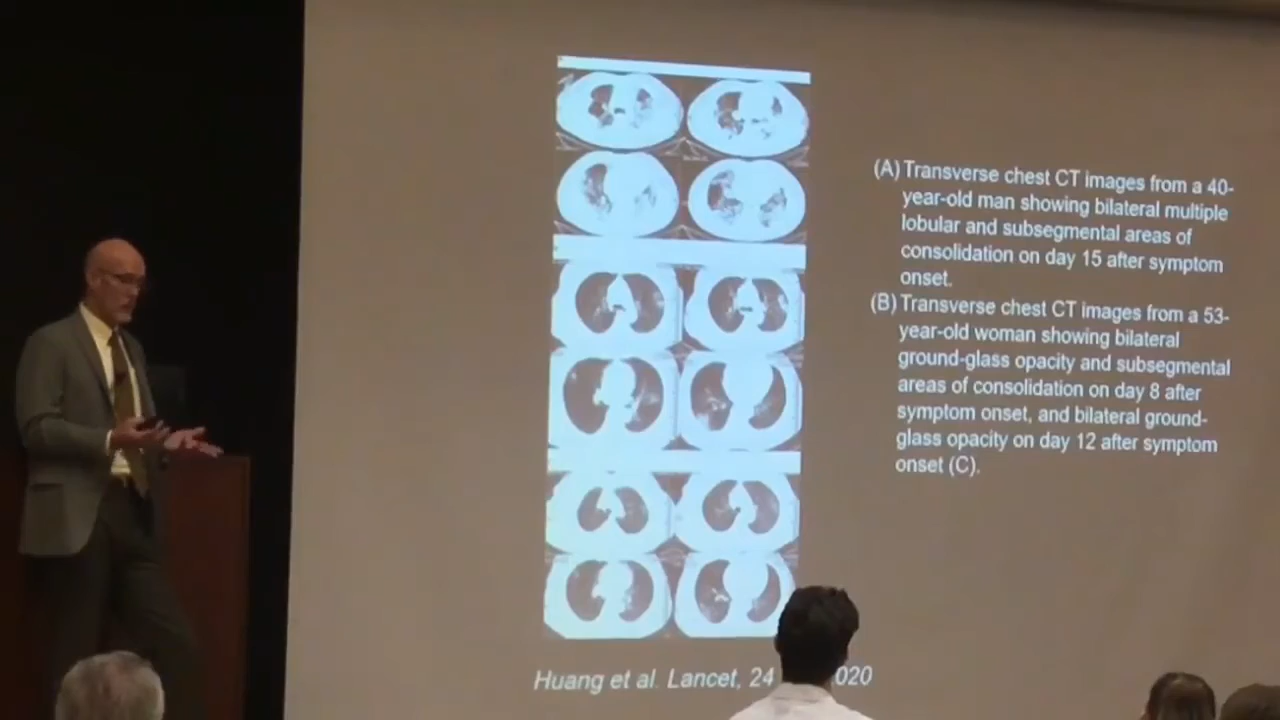 (A) Transverse chest CT images from a 40-
year-old man showing bilateral multiple
lobular and subsegmental areas of
consolidation on day 15 after symptom
onset.
(B) Transverse chest CT images from a 53-
year-old woman showing bilateral
ground-glass opacity and subsegmental
areas of consolidation on day 8 after
symptom onset, and bilateral ground-
glass opacity on day 12 after symptom
onset (C).
Huang et al. Lancet, 24 020